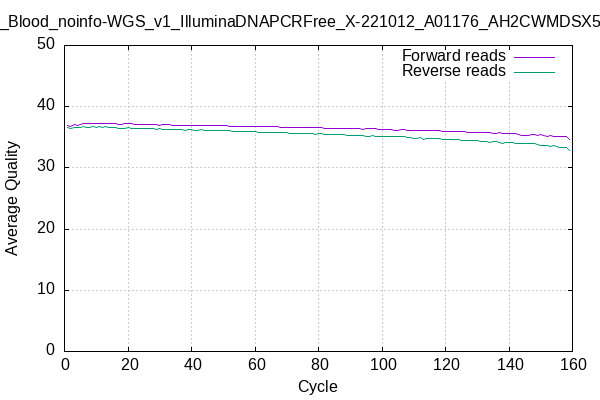 _Blood_noinfo-WGS_v1_IlluminaDNAPCRFree_X-221012_A01176_AH2CWMDSX5
Forward reads
Reverse reads
50
40
30
20
10
0
Average Quality
0 20 40 60 80 100 120 140 160
Cycle